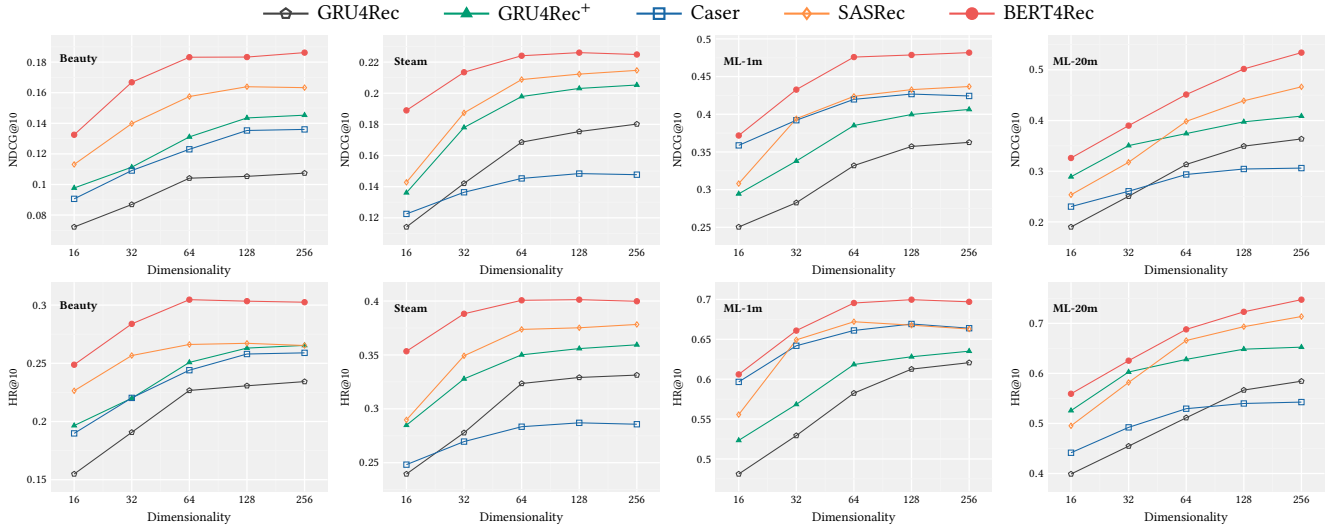 GRU4Rec GRU4Rec+ Caser SASRec BERT4Rec
Beauty
NDCG@10
0.18
0.16
0.14
0.12
0.1
0.08
16 32 64 128 256
Dimensionality
Steam
NDCG@10
0.22
0.2
0.18
0.16
0.14
0.12
16 32 64 128 256
Dimensionality
ML-1m
NDCG@10
0.5
0.45
0.4
0.35
0.3
0.25
16 32 64 128 256
Dimensionality
ML-20m
NDCG@10
0.5
0.4
0.3
0.2
16 32 64 128 256
Dimensionality
Beauty
HR@10
0.3
0.25
0.2
0.15
16 32 64 128 256
Dimensionality
Steam
HR@10
0.4
0.35
0.3
0.25
16 32 64 128 256
Dimensionality
ML-1m
HR@10
0.7
0.65
0.6
0.55
0.5
16 32 64 128 256
Dimensionality
ML-20m
HR@10
0.7
0.6
0.5
0.4
16 32 64 128 256
Dimensionality